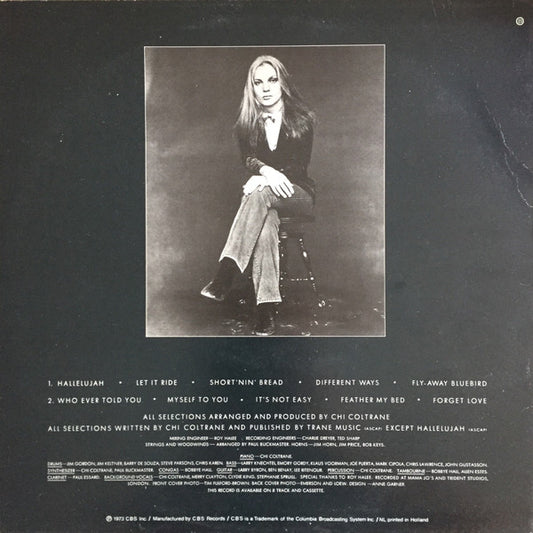 1. HALLELUJAH • LET IT RIDE • SHORT'NIN' BREAD • DIFFERENT WAYS • FLY-AWAY BLUEBIRD
2. WHO EVER TOLD YOU • MYSELF TO YOU • IT'S NOT EASY • FEATHER MY BED • FORGET LOVE
ALL SELECTIONS ARRANGED AND PRODUCED BY CHI COLTRANE
ALL SELECTIONS WRITTEN BY CHI COLTRANE AND PUBLISHED BY TRANE MUSIC (ASCAP) EXCEPT HALLELUJAH (ASCAP)
MIXING ENGINEER—ROY HALEE . RECORDING ENGINEERS—CHARLIE DREYER, TED SHARP
STRINGS AND WOODWINDS — ARRANGED BY PAUL BUCKMASTER. HORNS—JIM HORN, JIM PRICE, BOB KEYS.
PIANO—CHI COLTRANE.
DRUMS—JIM GORDON, JIM KELTNER, BARRY DE SOUZA, STEVE PARSONS, CHRIS KAREN. BASS—LARRY KNECHTEL, EMORY GORDY, KLAUS VOORMAN, JOE PUERTA, MARK CIPOLA, CHRIS LAWRENCE, JOHN GUSTAFSON.
SYNTHESIZER—CHI COLTRANE, PAUL BUCKMASTER. CONGAS—BOBBYE HALL. GUITAR—LARRY BYROM, BEN BENAY, LEE RITENOUR. PERCUSSION—CHI COLTRANE. TAMBOURINE—BOBBYE HALL, ALLEN ESTES.
CLARINET—PAUL ESSARD. BACKGROUND VOCALS—CHI COLTRANE, MERRY CLAYTON, CLYDIE KING, STEPHANIE SPRUILL. SPECIAL THANKS TO ROY HALEE. RECORDED AT MAMA JO'S AND TRIDENT STUDIOS,
LONDON. FRONT COVER PHOTO—TIM FULFORD-BROWN. BACK COVER PHOTO—EMERSON AND LOEW. DESIGN—ANNE GARNER
THIS RECORD IS AVAILABLE ON 8 TRACK AND CASSETTE.
℗ 1973 CBS Inc / Manufactured by CBS Records / CBS is a Trademark of the Columbia Broadcasting System Inc / NL printed in Holland